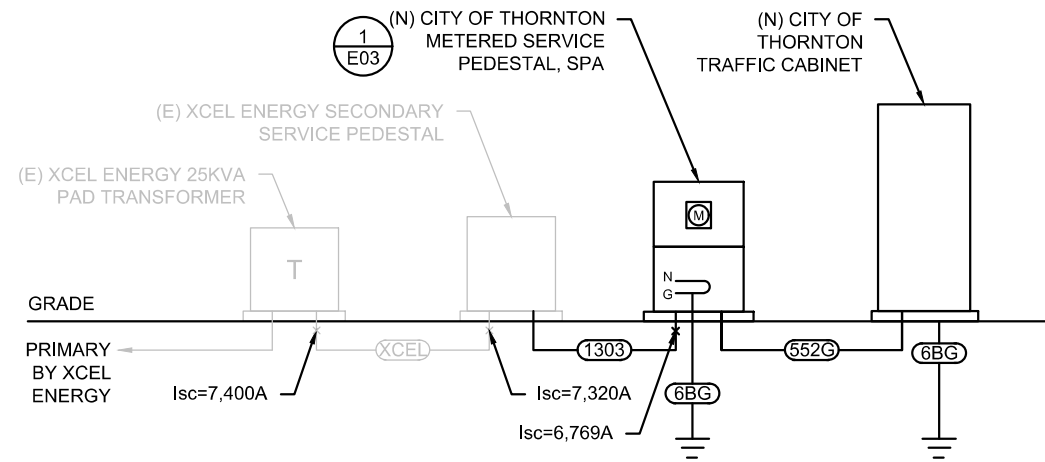 1
E03
(N) CITY OF THORNTON
METERED SERVICE
PEDESTAL, SPA
(N) CITY OF
THORNTON
TRAFFIC CABINET
(E) XCEL ENERGY SECONDARY
SERVICE PEDESTAL
(E) XCEL ENERGY 25KVA
PAD TRANSFORMER
T
M
N
G
GRADE
PRIMARY
BY XCEL
ENERGY
XCEL
1303
552G
6BG
6BG
Isc=7,400A
Isc=7,320A
Isc=6,769A